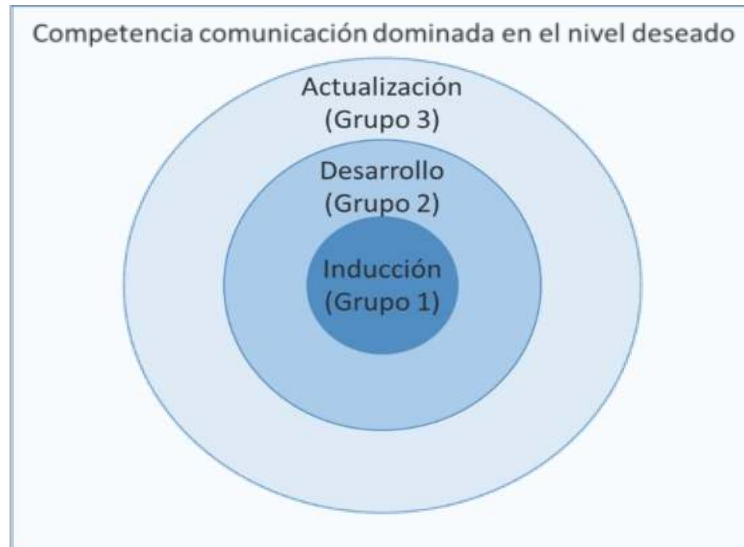 Competencia comunicación dominada en el nivel deseado
Actualización
(Grupo 3)
Desarrollo
(Grupo 2)
Inducción
(Grupo 1)